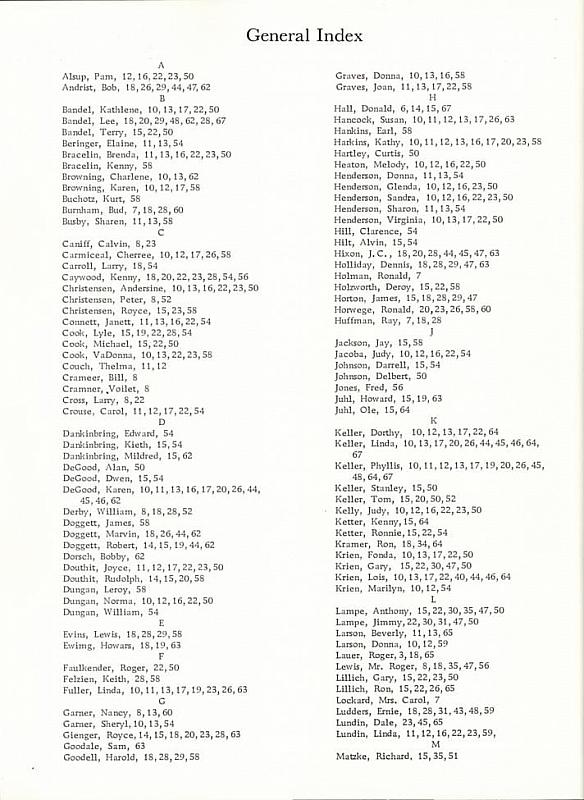 General Index
A
Alsup, Pam, 12,16,22,23,50
Andrist, Bob, 18,26,29,44,47,62
B
Bandel, Kathlene, 10,13,17,22,50
Bandel, Lee, 18,20,29,48,62,28,67
Bandel, Terry, 15,22,50
Beringer, Elaine, 11,13,54
Bracelin, Brenda, 11,13,16,22,23,50
Bracelin, Kenny, 58
Browning, Charlene, 10,13,62
Browning, Karen, 10,12,17,58
Buchotz, Kurt, 58
Burnham, Bud, 7,18,28,60
Busby, Sharen, 11,13,58
C
Caniff, Calvin, 8,23
Carmiceal, Cherree, 10,12,17,26,58
Carroll, Larry, 18,54
Caywood, Kenny, 18,20,22,23,28,54,56
Christensen, Andersine, 10,13,16,22,23,50
Christensen, Peter, 8,52
Christensen, Royce, 15,23,58
Connett, Janett, 11,13,16,22,54
Cook, Lyle, 15,19,22,28,54
Cook, Michael, 15,22,50
Cook, VaDonna, 10,13,22,23,58
Couch, Thelma, 11,12
Crameer, Bill, 8
Cramner, Voilet, 8
Cross, Larry, 8,22
Crouse, Carol, 11,12,17,22,54
D
Dankinbring, Edward, 54
Dankinbring, Kieth, 15,54
Dankinbring, Mildred, 15,62
DeGood, Alan, 50
DeGood, Dwen, 15,54
DeGood, Karen, 10,11,13,16,17,20,26,44,
45,46,62
Derby, William, 8,18,28,52
Doggett, James, 58
Doggett, Marvin, 18,26,44,62
Doggett, Robert, 14,15,19,44,62
Dorsch, Bobby, 62
Douthit, Joyce, 11,12,17,22,23,50
Douthit, Rudolph, 14,15,20,58
Dungan, Leroy, 58
Dungan, Norma, 10,12,16,22,50
Dungan, William, 54
E
Evins, Lewis, 18,28,29,58
Ewimg, Howars, 18,19,63
F
Faulkender, Roger, 22,50
Felzien, Keith, 28,58
Fuller, Linda, 10,11,13,17,19,23,26,63
G
Garner, Nancy, 8,13,60
Garner, Sheryl, 10,13,54
Gienger, Royce, 14,15,18,20,23,28,63
Goodale, Sam, 63
Goodell, Harold, 18,28,29,58
Graves, Donna, 10,13,16,58
Graves, Joan, 11,13,17,22,58
H
Hall, Donald, 6,14,15,67
Hancock, Susan, 10,11,12,13,17,26,63
Hankins, Earl, 58
Harkins, Kathy, 10,11,12,13,16,17,20,23,58
Hartley, Curtis, 50
Heaton, Melody, 10,12,16,22,50
Henderson, Donna, 11,13,54
Henderson, Glenda, 10,12,16,23,50
Henderson, Sandra, 10,12,16,22,23,50
Henderson, Sharon, 11,13,54
Henderson, Virginia, 10,13,17,22,50
Hill, Clarence, 54
Hilt, Alvin, 15,54
Hixon, J.C., 18,20,28,44,45,47,63
Holliday, Dennis, 18,28,29,47,63
Holman, Ronald, 7
Holzworth, Deroy, 15,22,58
Horton, James, 15,18,28,29,47
Horwege, Ronald, 20,23,26,58,60
Huffman, Ray, 7,18,28
J
Jackson, Jay, 15,58
Jacoba, Judy, 10,12,16,22,54
Johnson, Darrell, 15,54
Johnson, Delbert, 50
Jones, Fred, 56
Juhl, Howard, 15,19,63
Juhl, Ole, 15,64
K
Keller, Dorthy, 10,12,13,17,22,64
Keller, Linda, 10,13,17,20,26,44,45,46,64,
67
Keller, Phyllis, 10,11,12,13,17,19,20,26,45,
48,64,67
Keller, Stanley, 15,50
Keller, Tom, 15,20,50,52
Kelly, Judy, 10,12,16,22,23,50
Ketter, Kenny, 15,64
Ketter, Ronnie, 15,22,54
Kramer, Ron, 18,34,64
Krien, Fonda, 10,13,17,22,50
Krien, Gary, 15,22,30,47,50
Krien, Lois, 10,13,17,22,40,44,46,64
Krien, Marilyn, 10,12,54
L
Lampe, Anthony, 15,22,30,35,47,50
Lampe, Jimmy, 22,30,31,47,50
Larson, Beverly, 11,13,65
Larson, Donna, 10,12,59
Lauer, Roger, 3,18,65
Lewis, Mr. Roger, 8,18,35,47,56
Lillich, Gary, 15,22,23,50
Lillich, Ron, 15,22,26,65
Lockard, Mrs. Carol, 7
Ludders, Ernie, 18,28,31,43,48,59
Lundin, Dale, 23,45,65
Lundin, Linda, 11,12,16,22,23,59,
M
Matzke, Richard, 15,35,51